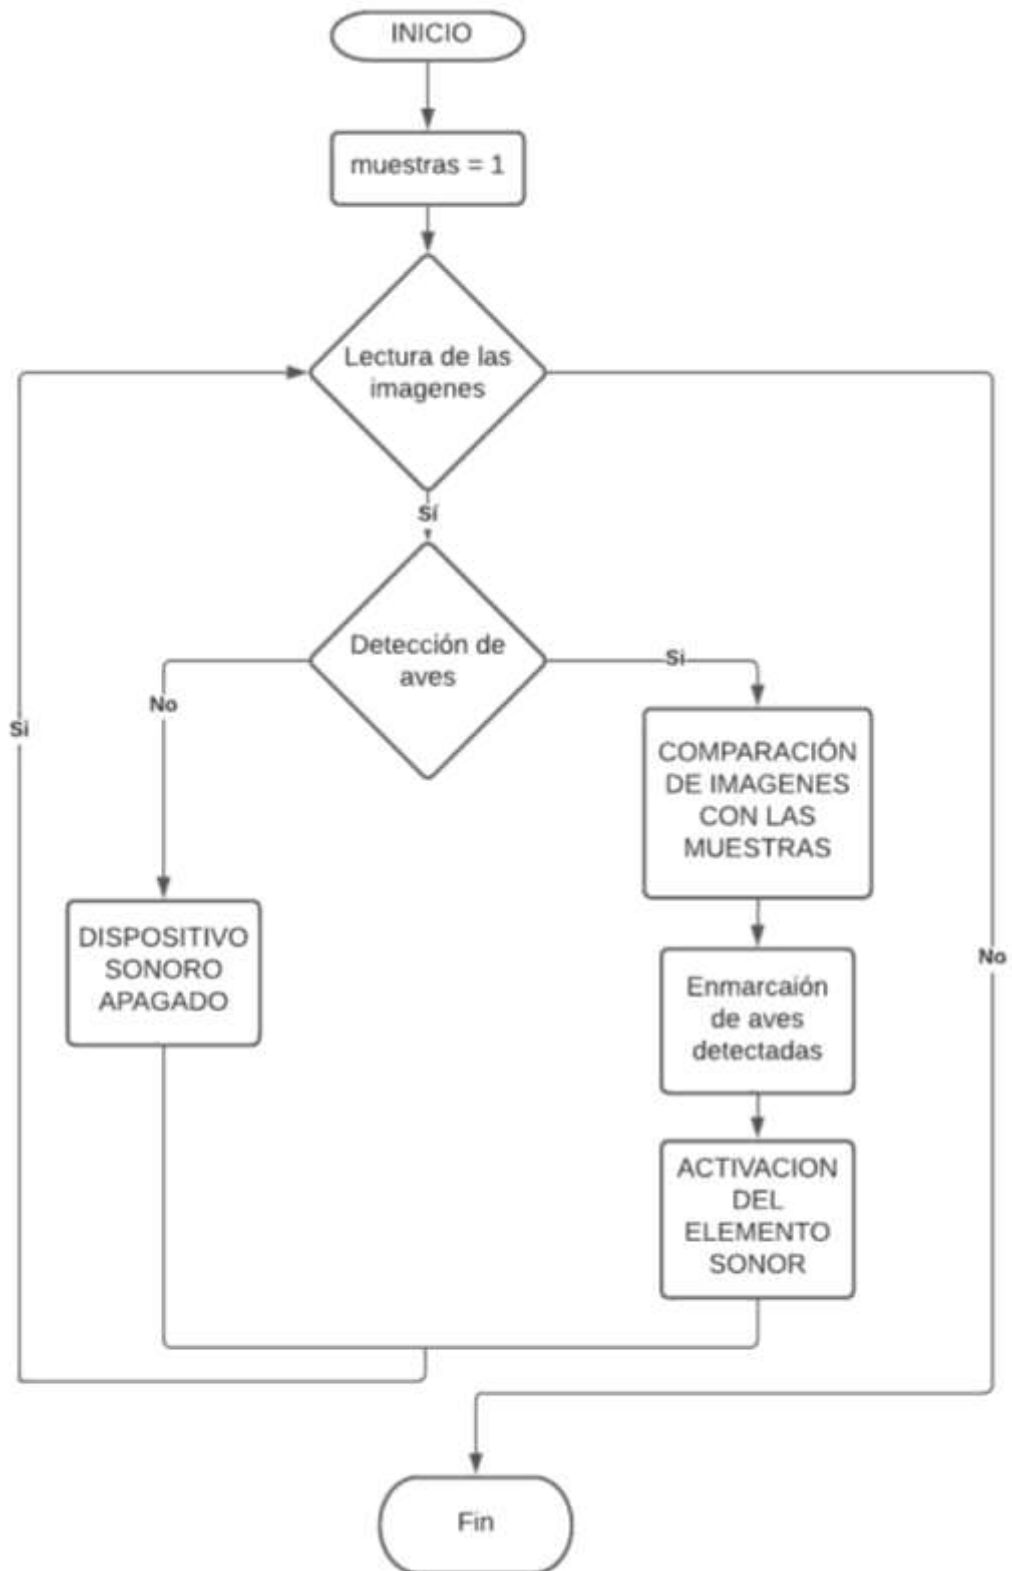 INICIO
muestras = 1
Lectura de las
imagenes
Sí
Detección de
aves
Si
No
Si
COMPARACIÓN
DE IMAGENES
CON LAS
MUESTRAS
DISPOSITIVO
SONORO
APAGADO
No
Enmarcaión
de aves
detectadas
ACTIVACION
DEL
ELEMENTO
SONOR
Fin